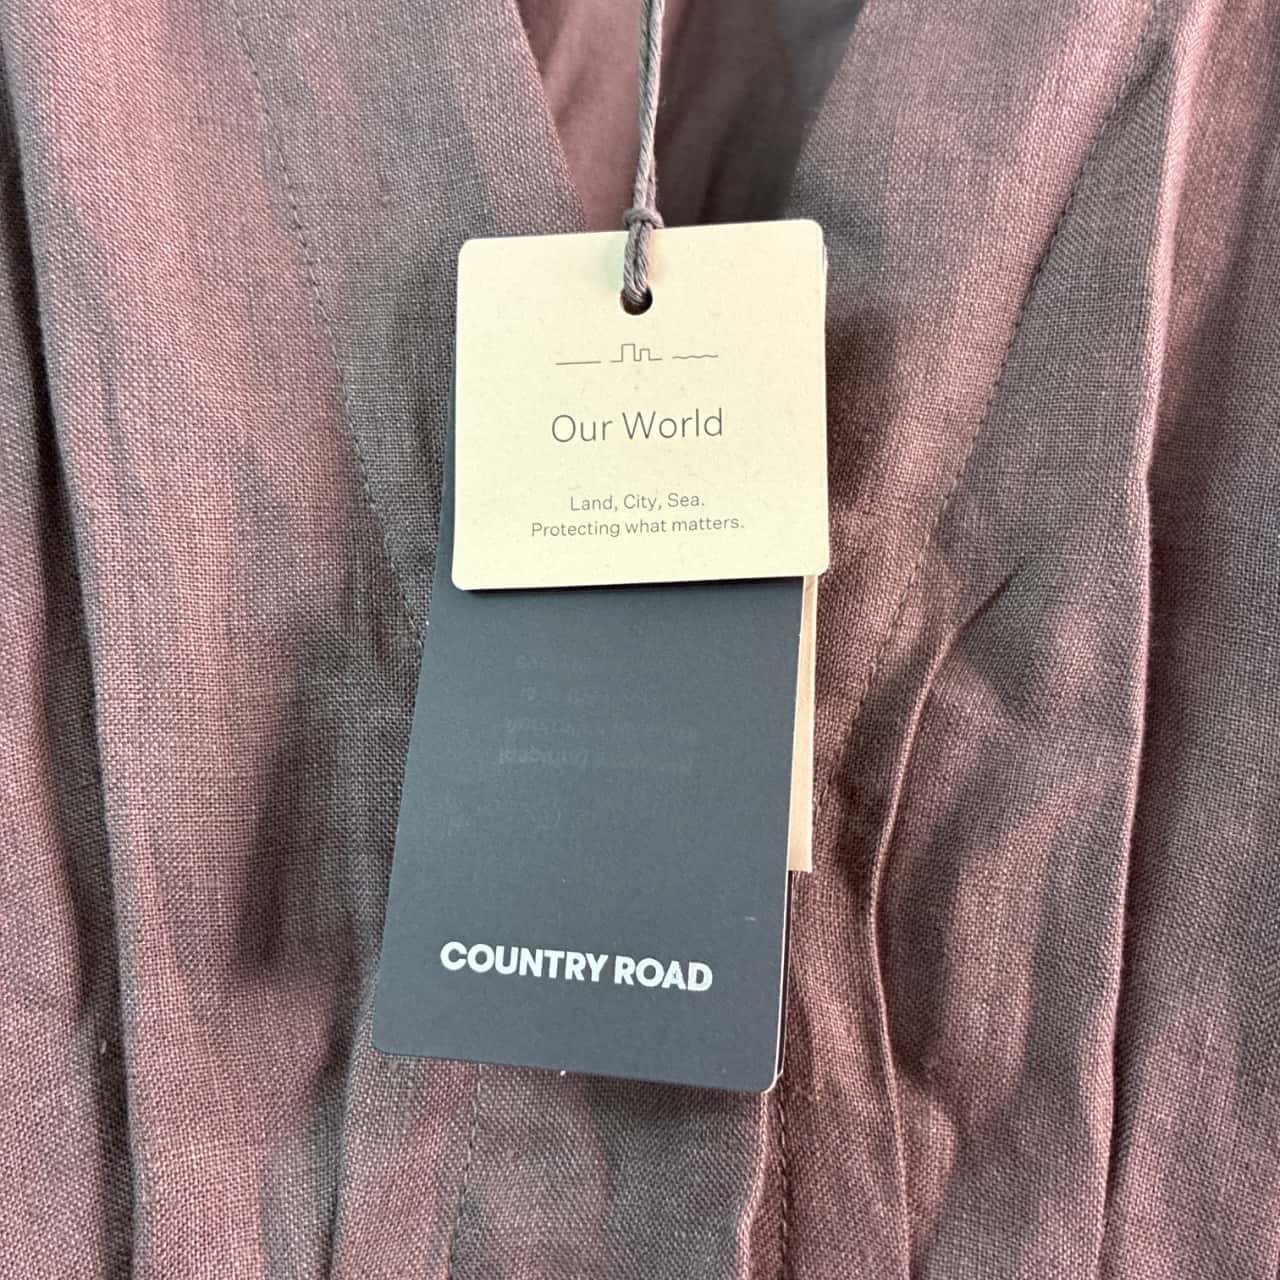 Our World
Land, City, Sea.
Protecting what matters.
COUNTRY ROAD